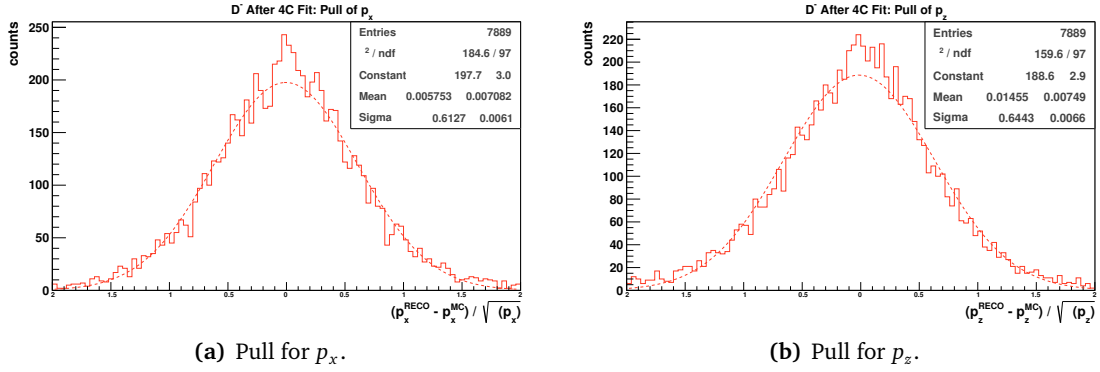 D⁻ After 4C Fit: Pull of p_x
counts
250
200
150
100
50
0
2 1.5 1 0.5 0 0.5 1 1.5 2
(p_x^RECO - p_x^MC) / √ (p_x)
Entries 7889
² / ndf 184.6 / 97
Constant 197.7 3.0
Mean 0.005753 0.007082
Sigma 0.6127 0.0061
(a) Pull for p_x.
D⁻ After 4C Fit: Pull of p_z
counts
220
200
180
160
140
120
100
80
60
40
20
0
2 1.5 1 0.5 0 0.5 1 1.5 2
(p_z^RECO - p_z^MC) / √ (p_z)
Entries 7889
² / ndf 159.6 / 97
Constant 188.6 2.9
Mean 0.01455 0.00749
Sigma 0.6443 0.0066
(b) Pull for p_z.